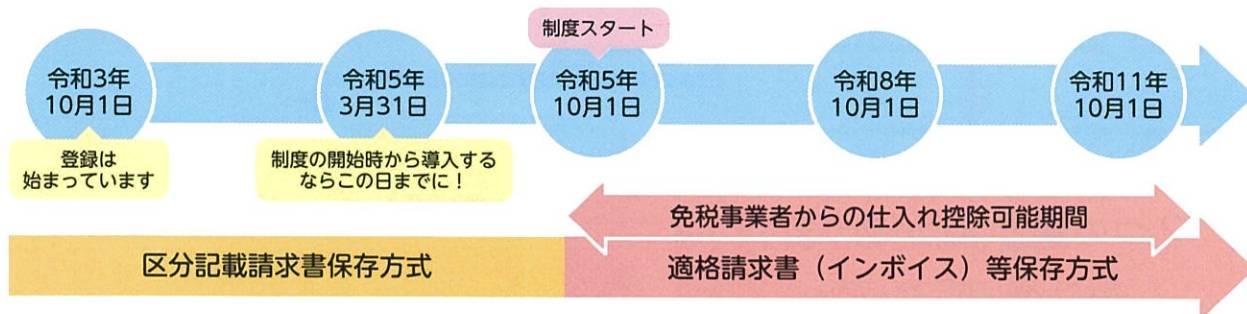 制度スタート
令和3年
10月1日
令和5年
3月31日
令和5年
10月1日
令和8年
10月1日
令和11年
10月1日
登録は
始まっています
制度の開始時から導入する
ならこの日までに！
免税事業者からの仕入れ控除可能期間
区分記載請求書保存方式
適格請求書（インボイス）等保存方式